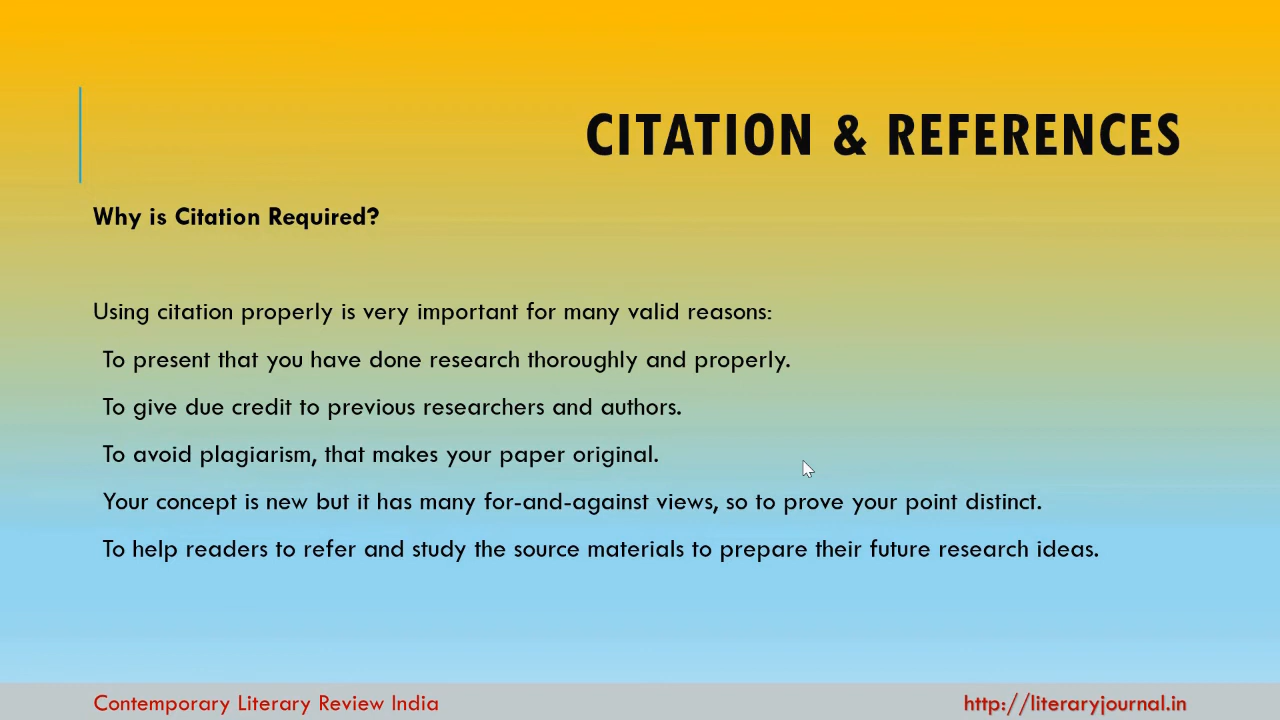 CITATION & REFERENCES
Why is Citation Required?
Using citation properly is very important for many valid reasons:
To present that you have done research thoroughly and properly.
To give due credit to previous researchers and authors.
To avoid plagiarism, that makes your paper original.
Your concept is new but it has many for-and-against views, so to prove your point distinct.
To help readers to refer and study the source materials to prepare their future research ideas.
Contemporary Literary Review India
http://literaryjournal.in